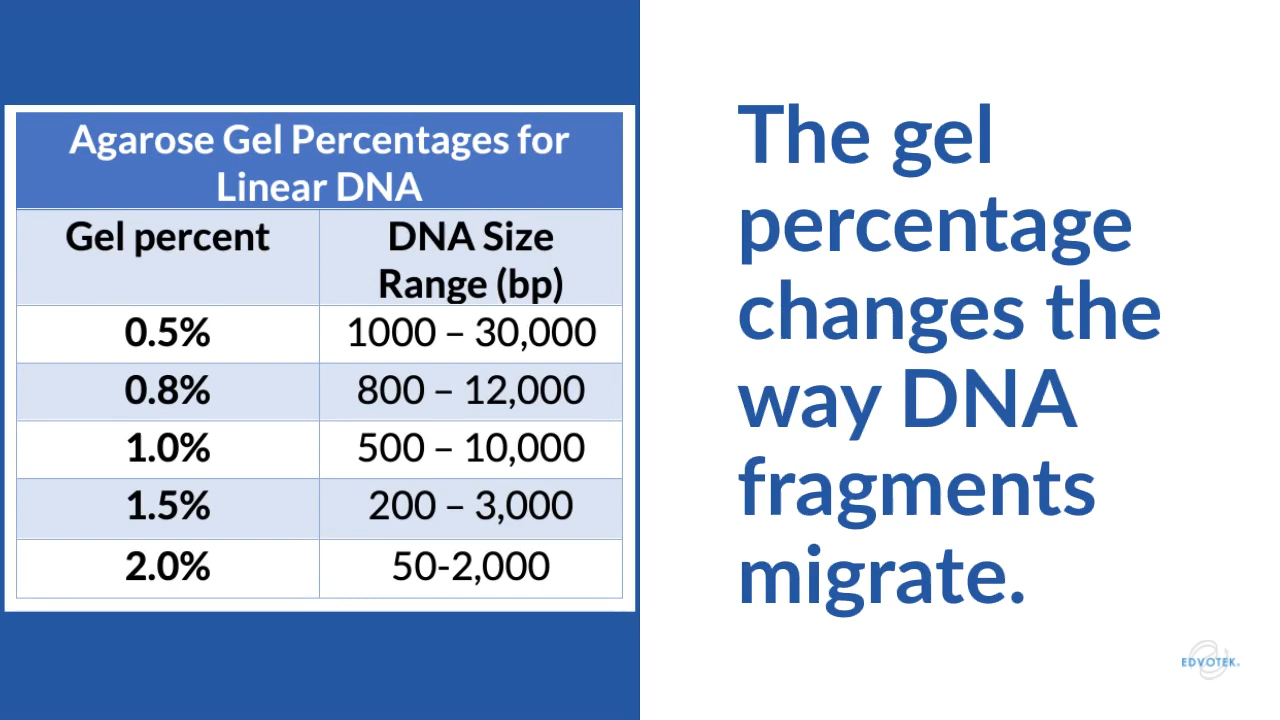 Agarose Gel Percentages for
Linear DNA
Gel percent
DNA Size
Range (bp)
0.5%
1000 – 30,000
0.8%
800 – 12,000
1.0%
500 – 10,000
1.5%
200 – 3,000
2.0%
50-2,000
The gel
percentage
changes the
way DNA
fragments
migrate.
EDVOTEK.